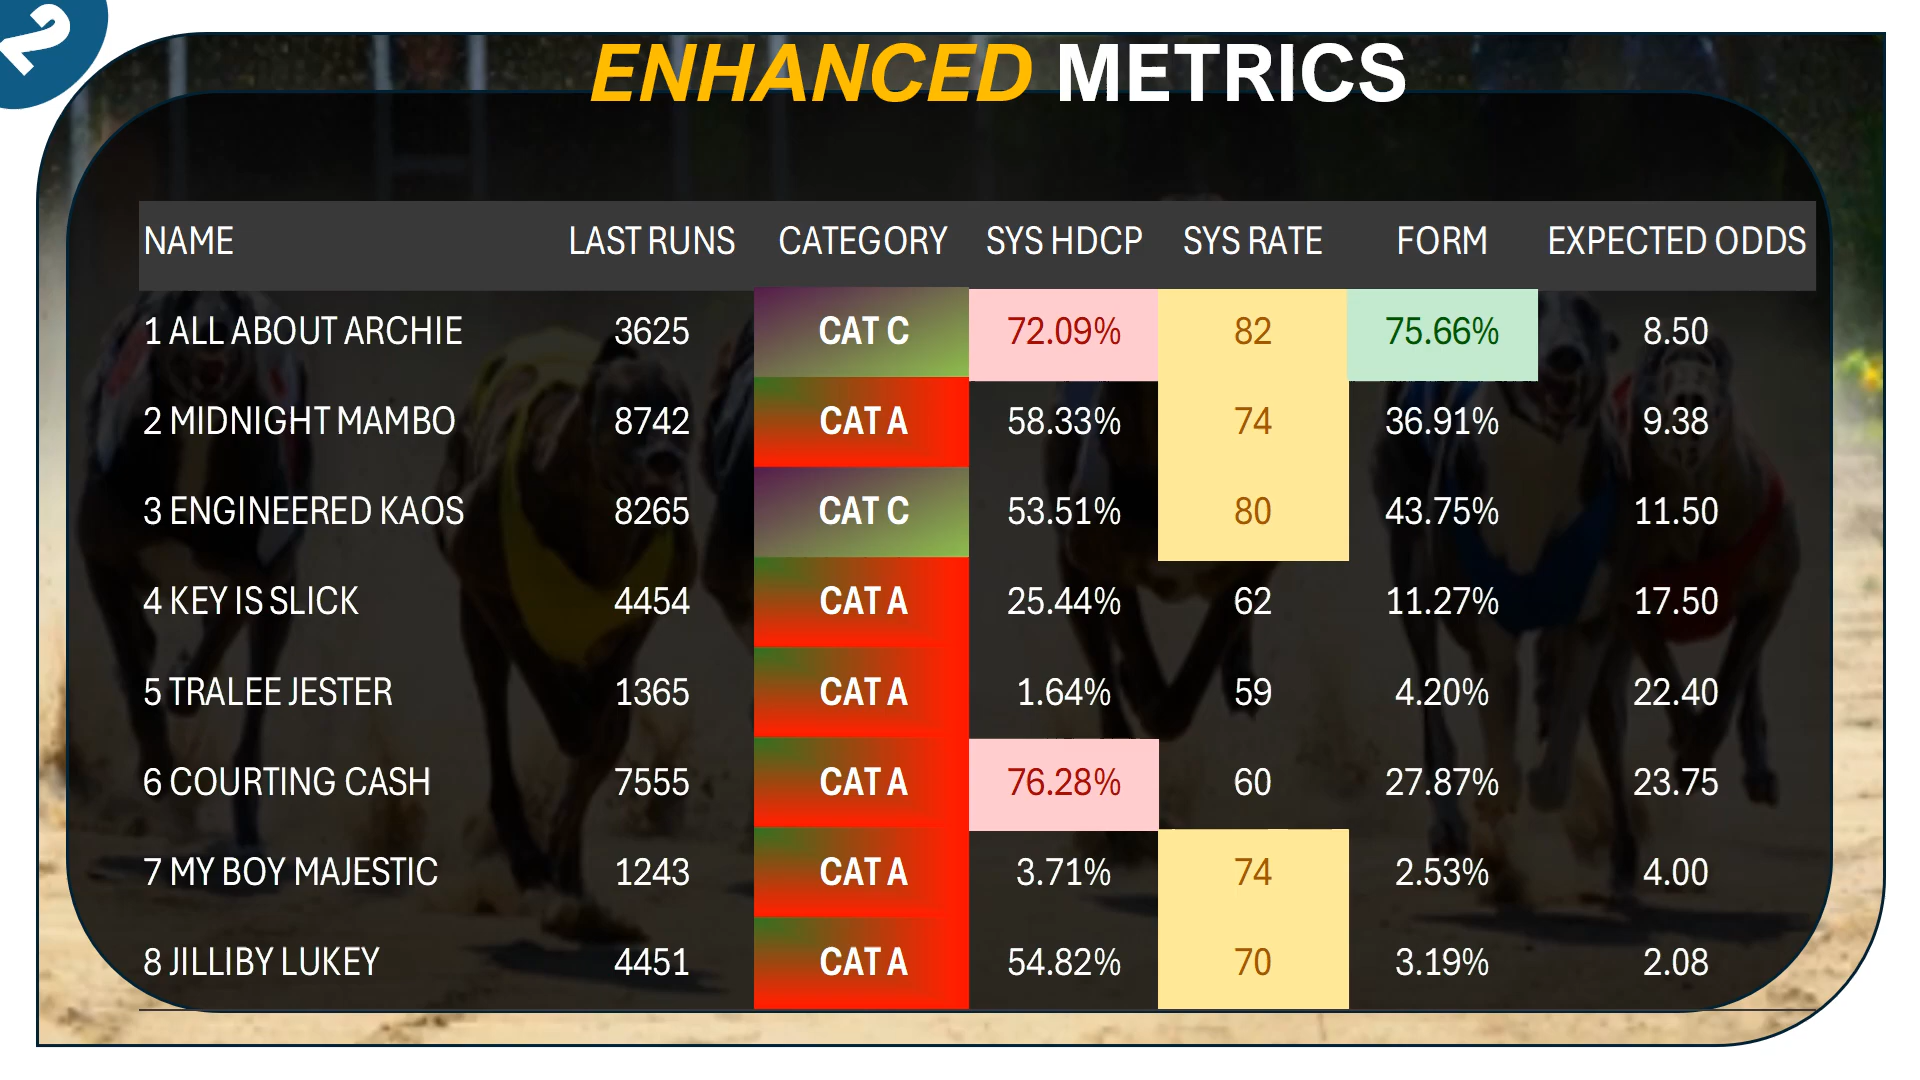 2
ENHANCED METRICS
NAME LAST RUNS CATEGORY SYS HDCP SYS RATE FORM EXPECTED ODDS
1 ALL ABOUT ARCHIE 3625 CAT C 72.09% 82 75.66% 8.50
2 MIDNIGHT MAMBO 8742 CAT A 58.33% 74 36.91% 9.38
3 ENGINEERED KAOS 8265 CAT C 53.51% 80 43.75% 11.50
4 KEY IS SLICK 4454 CAT A 25.44% 62 11.27% 17.50
5 TRALEE JESTER 1365 CAT A 1.64% 59 4.20% 22.40
6 COURTING CASH 7555 CAT A 76.28% 60 27.87% 23.75
7 MY BOY MAJESTIC 1243 CAT A 3.71% 74 2.53% 4.00
8 JILLIBY LUKEY 4451 CAT A 54.82% 70 3.19% 2.08